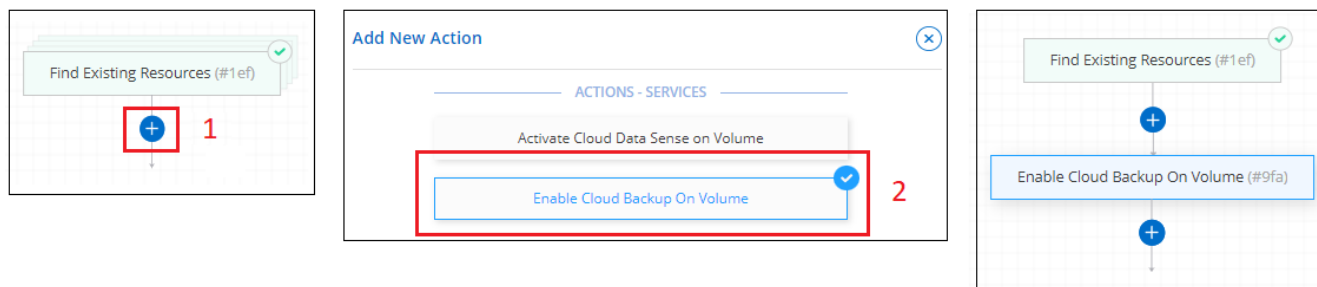 Find Existing Resources (#1ef)
1
Add New Action
ACTIONS - SERVICES
Activate Cloud Data Sense on Volume
Enable Cloud Backup On Volume
2
Find Existing Resources (#1ef)
Enable Cloud Backup On Volume (#9fa)